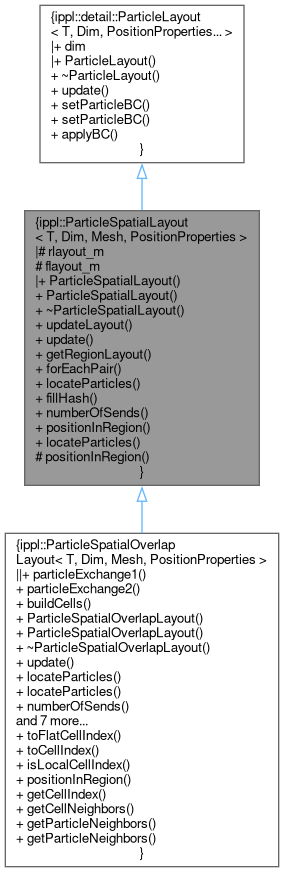 {ippl::detail::ParticleLayout
< T, Dim, PositionProperties... >
|+ dim
|+ ParticleLayout()
+ ~ParticleLayout()
+ update()
+ setParticleBC()
+ setParticleBC()
+ applyBC()
}
{ippl::ParticleSpatialLayout
< T, Dim, Mesh, PositionProperties >
|# rlayout_m
# flayout_m
|+ ParticleSpatialLayout()
+ ParticleSpatialLayout()
+ ~ParticleSpatialLayout()
+ updateLayout()
+ update()
+ getRegionLayout()
+ forEachPair()
+ locateParticles()
+ fillHash()
+ numberOfSends()
+ positionInRegion()
+ locateParticles()
# positionInRegion()
}
{ippl::ParticleSpatialOverlap
Layout< T, Dim, Mesh, PositionProperties >
||+ particleExchange1()
+ particleExchange2()
+ buildCells()
+ ParticleSpatialOverlapLayout()
+ ParticleSpatialOverlapLayout()
+ ~ParticleSpatialOverlapLayout()
+ update()
+ locateParticles()
+ locateParticles()
+ numberOfSends()
and 7 more...
+ toFlatCellIndex()
+ toCellIndex()
+ isLocalCellIndex()
+ positionInRegion()
+ getCellIndex()
+ getCellNeighbors()
+ getParticleNeighbors()
+ getParticleNeighbors()
}